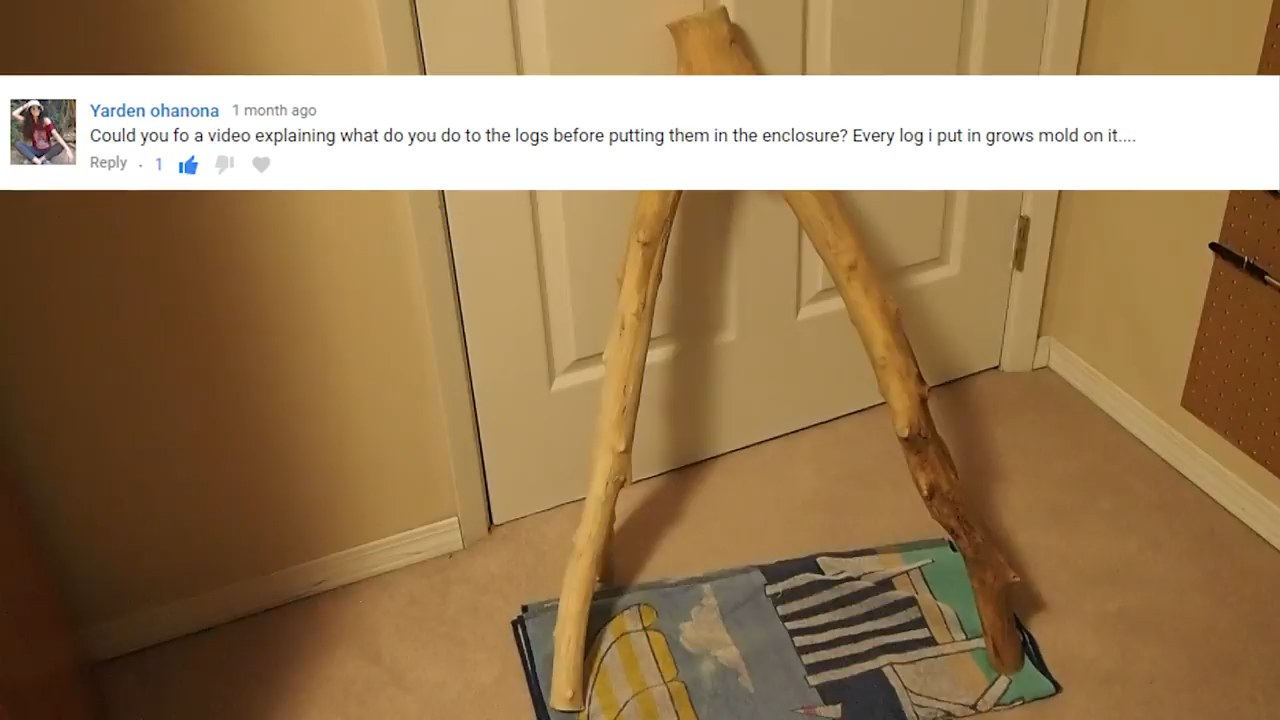 Yarden ohanona 1 month ago
Could you fo a video explaining what do you do to the logs before putting them in the enclosure? Every log i put in grows mold on it....
Reply . 1